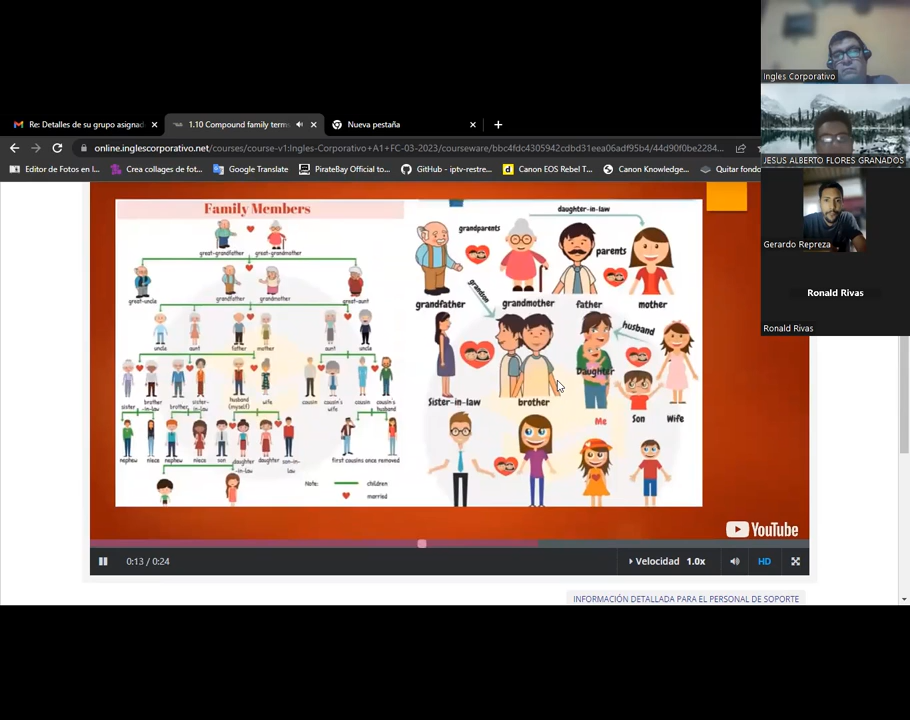 Ingles Corporativo
JESUS ALBERTO FLORES GRANADOS
Gerardo Repreza
Ronald Rivas
Ronald Rivas
Re: Detalles de su grupo asignad
1.10 Compound family term
Nueva pestaña
online.inglescorporativo.net/courses/course-v1:Ingles-Corporativo+A1+FC-03-2023/courseware/bbc4fdc4305942cdbd31eea06adf95b4/44d90f0be2284...
Editor de Fotos en l...
Crea collages de fot...
Google Translate
PirateBay Official to...
GitHub - iptv-restre...
Canon EOS Rebel T...
Canon Knowledge...
Quitar fondo
Family Members
great-grandfather great-grandmother
great-uncle grandfather grandmother great-aunt
uncle aunt father mother aunt uncle
sister brother-in-law brother sister-in-law husband (myself) wife cousin cousin's wife cousin cousin's husband
nephew niece nephew niece son daughter-in-law daughter son-in-law first cousins once removed
Note: children
married
daughter-in-law
grandparents
parents
grandson
grandfather grandmother father mother
husband
Daughter
Sister-in-law brother
Me Son Wife
YouTube
0:13 / 0:24
Velocidad 1.0x
HD
INFORMACIÓN DETALLADA PARA EL PERSONAL DE SOPORTE